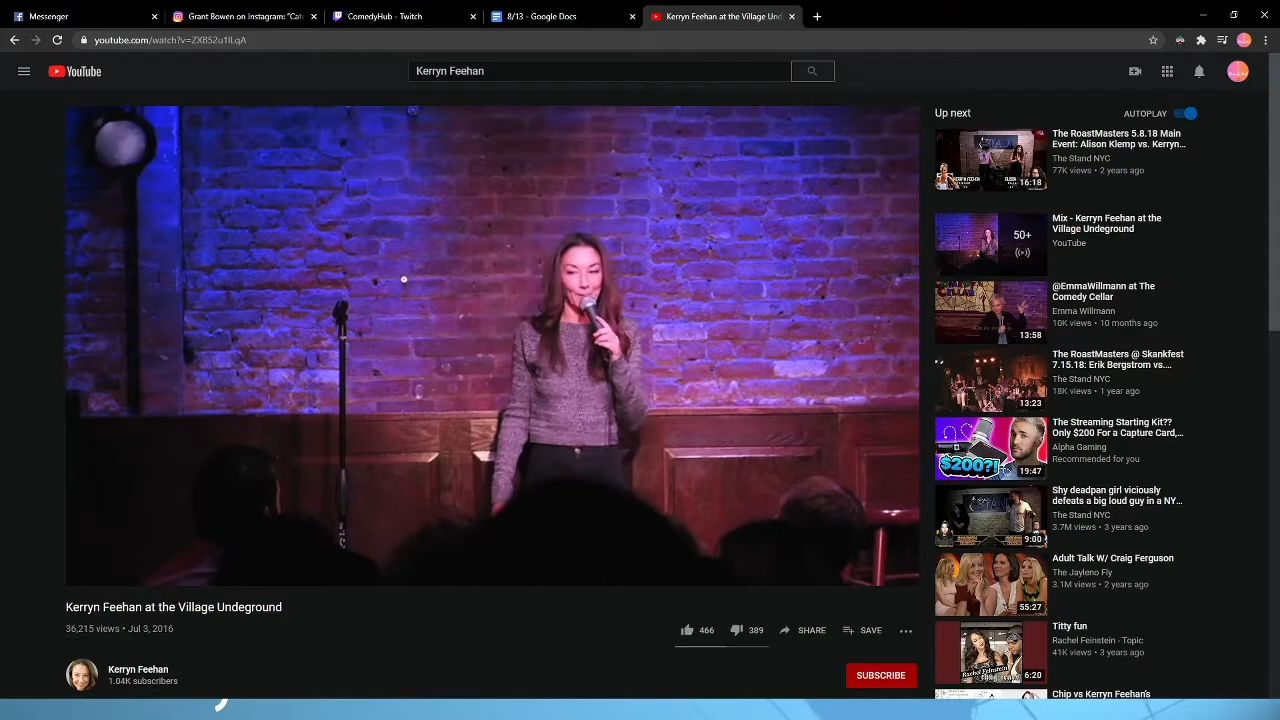 Messenger
Grant Bowen on Instagram: "Cato
ComedyHub - Twitch
8/13 - Google Docs
Kerryn Feehan at the Village Und
youtube.com/watch?v=ZXB52u1ILqA
YouTube
Kerryn Feehan
Up next
AUTOPLAY
The RoastMasters 5.8.18 Main
Event: Alison Klemp vs. Kerryn...
The Stand NYC
77K views • 2 years ago
16:18
Mix - Kerryn Feehan at the
Village Undeground
YouTube
50+
@EmmaWillmann at The
Comedy Cellar
Emma Willmann
10K views • 10 months ago
13:58
The RoastMasters @ Skankfest
7.15.18: Erik Bergstrom vs....
The Stand NYC
18K views • 1 year ago
13:23
The Streaming Starting Kit??
Only $200 For a Capture Card,...
Alpha Gaming
Recommended for you
$200?!
19:47
Shy deadpan girl viciously
defeats a big loud guy in a NY...
The Stand NYC
3.7M views • 3 years ago
9:00
Adult Talk W/ Craig Ferguson
The Jayleno Fly
3.1M views • 2 years ago
55:27
Titty fun
Rachel Feinstein - Topic
41K views • 3 years ago
6:20
Chip vs Kerryn Feehan's
Kerryn Feehan at the Village Undeground
36,215 views • Jul 3, 2016
466
389
SHARE
SAVE
Kerryn Feehan
1.04K subscribers
SUBSCRIBE